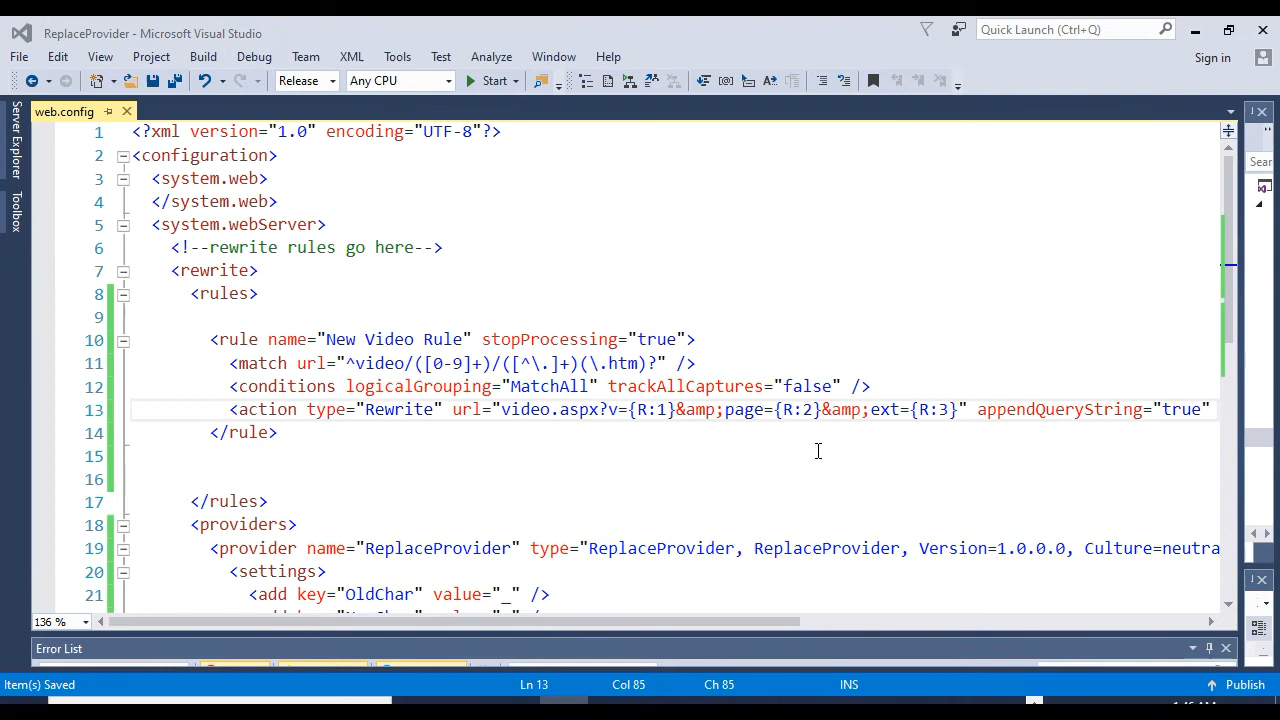 ReplaceProvider - Microsoft Visual Studio
Quick Launch (Ctrl+Q)
File Edit View Project Build Debug Team XML Tools Test Analyze Window Help
Sign in
Release Any CPU Start
web.config
Server Explorer
Toolbox
Sear
1 <?xml version="1.0" encoding="UTF-8"?>
2 <configuration>
3 <system.web>
4 </system.web>
5 <system.webServer>
6 <!--rewrite rules go here-->
7 <rewrite>
8 <rules>
9
10 <rule name="New Video Rule" stopProcessing="true">
11 <match url="^video/([0-9]+)/([^\.]+)(\.htm)?" />
12 <conditions logicalGrouping="MatchAll" trackAllCaptures="false" />
13 <action type="Rewrite" url="video.aspx?v={R:1}&amp;page={R:2}&amp;ext={R:3}" appendQueryString="true"
14 </rule>
15
16
17 </rules>
18 <providers>
19 <provider name="ReplaceProvider" type="ReplaceProvider, ReplaceProvider, Version=1.0.0.0, Culture=neutra
20 <settings>
21 <add key="OldChar" value="_" />
136 %
Error List
Item(s) Saved Ln 13 Col 85 Ch 85 INS Publish